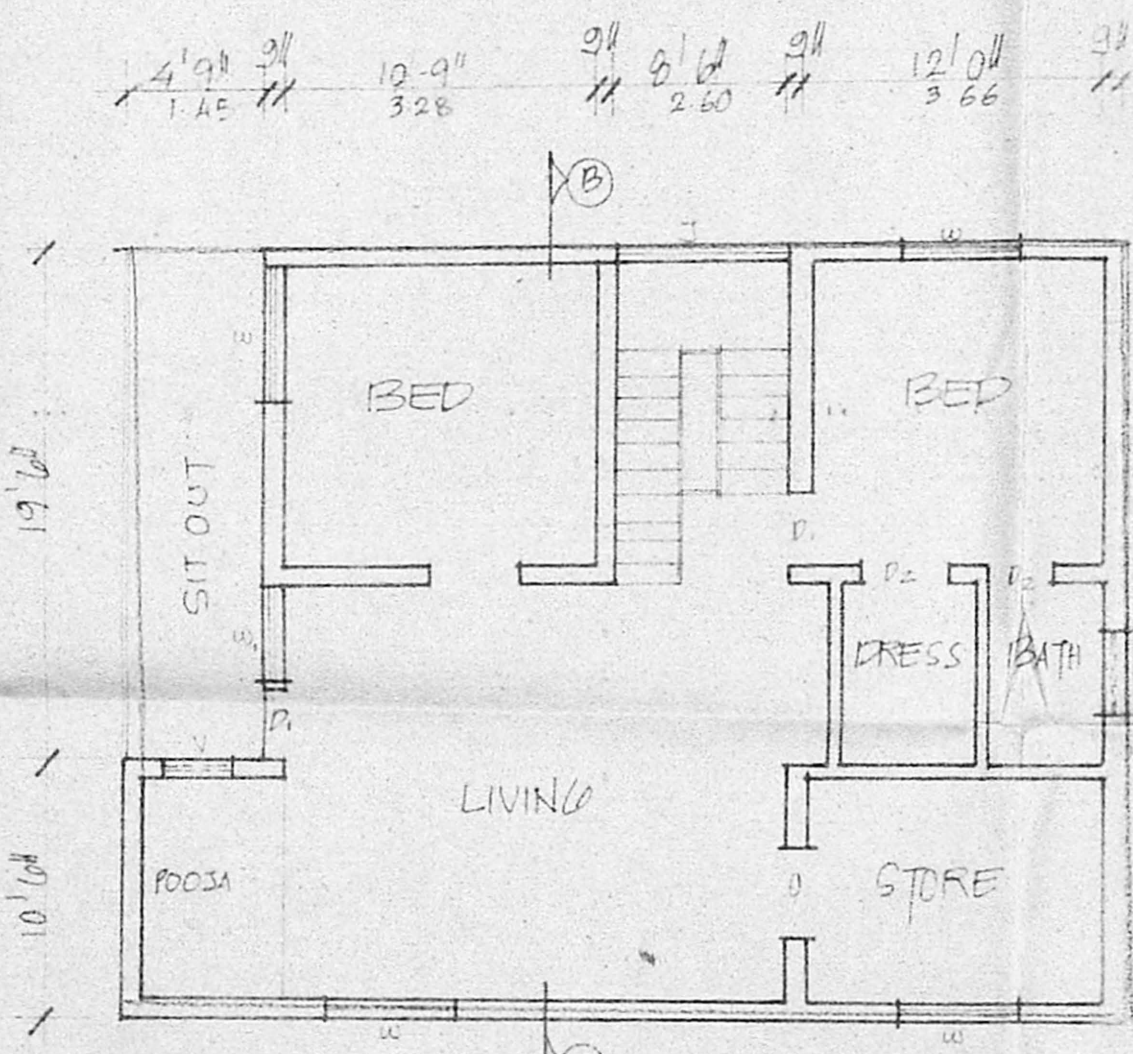 4'9" 9" 10'-9" 9" 8'6" 9" 12'0" 9"
1.45 3.28 2.60 3.66
B
W
W
BED
BED
19'6"
SIT OUT
D1
D2
D2
W
DRESS
BATH
D1
V
LIVING
10'6"
POOJA
O
STORE
W
W